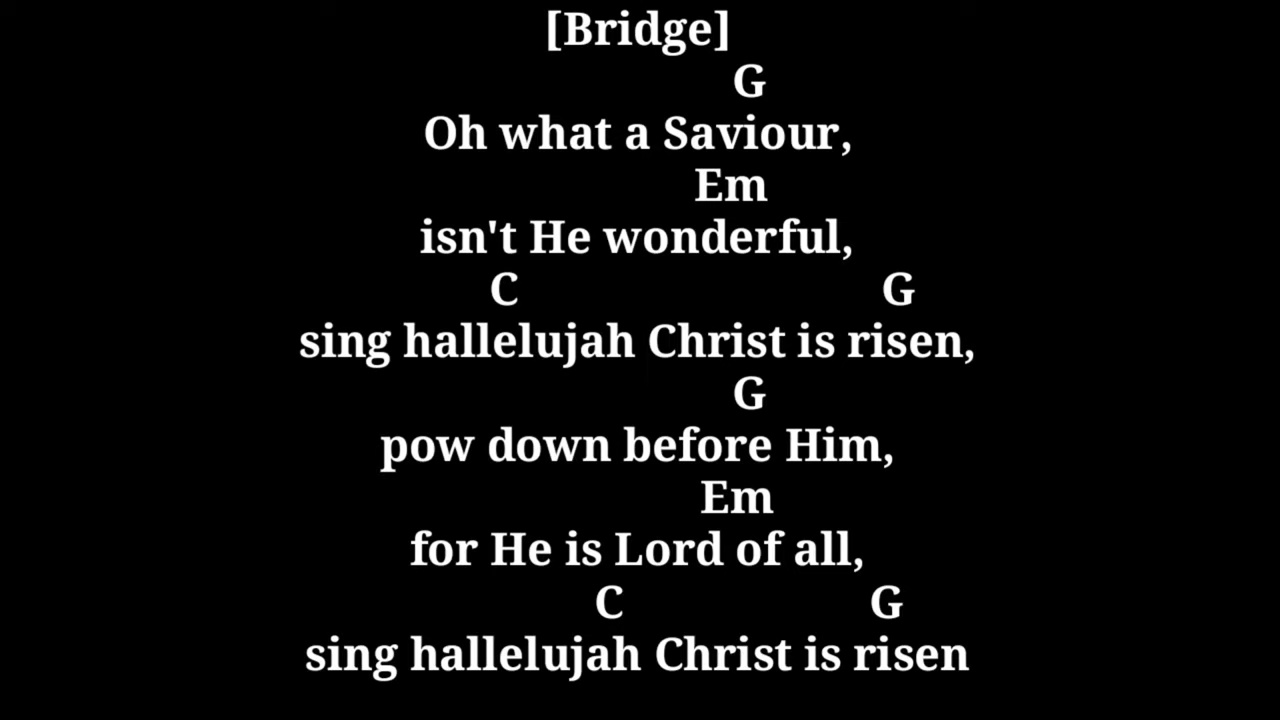 [Bridge]
G
Oh what a Saviour,
Em
isn't He wonderful,
C G
sing hallelujah Christ is risen,
G
pow down before Him,
Em
for He is Lord of all,
C G
sing hallelujah Christ is risen